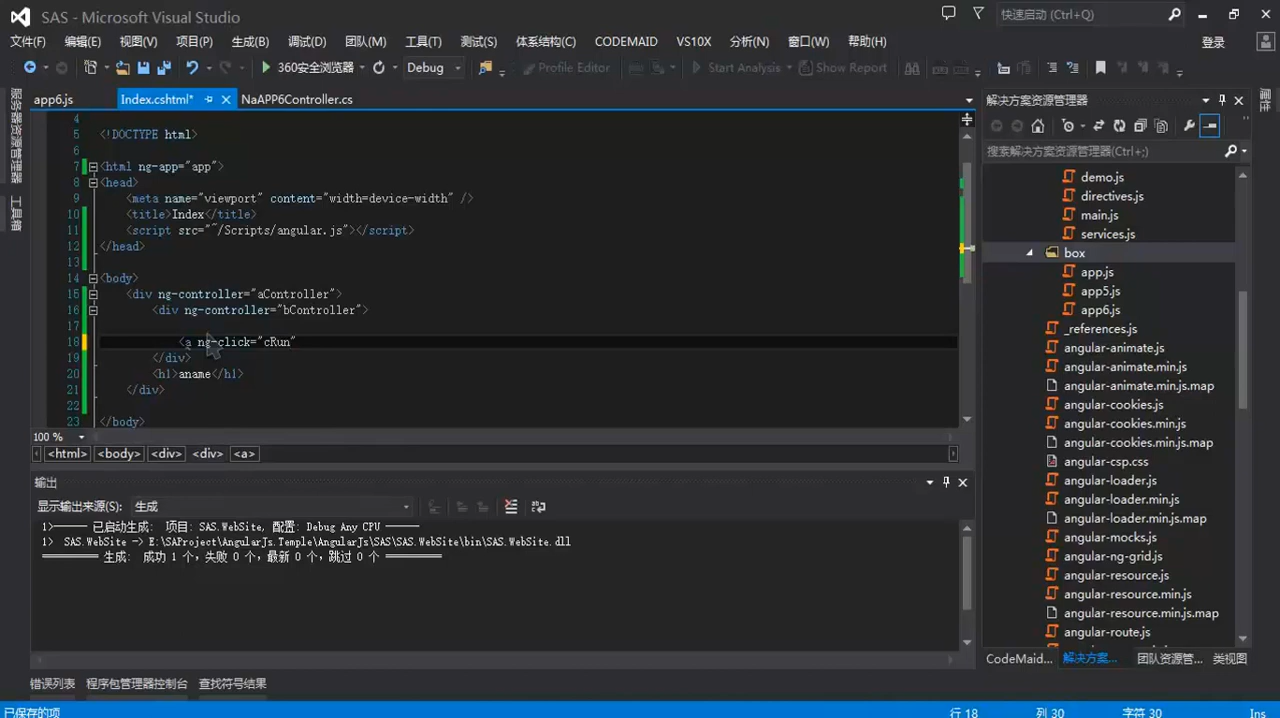 SAS - Microsoft Visual Studio
快速启动 (Ctrl+Q)
文件(F) 编辑(E) 视图(V) 项目(P) 生成(B) 调试(D) 团队(M) 工具(T) 测试(S) 体系结构(C) CODEMAID VS10X 分析(N) 窗口(W) 帮助(H) 登录
360安全浏览器 Debug Profile Editor Start Analysis Show Report
服务器资源管理器
工具箱
app6.js Index.cshtml* NaAPP6Controller.cs
4
5 <!DOCTYPE html>
6
7 <html ng-app="app">
8 <head>
9 <meta name="viewport" content="width=device-width" />
10 <title>Index</title>
11 <script src="~/Scripts/angular.js"></script>
12 </head>
13
14 <body>
15 <div ng-controller="aController">
16 <div ng-controller="bController">
17
18 <a ng-click="cRun"
19 </div>
20 <h1>aname</h1>
21 </div>
22
23 </body>
100 %
<html> <body> <div> <div> <a>
输出
显示输出来源(S): 生成
1>------ 已启动生成: 项目: SAS.WebSite, 配置: Debug Any CPU ------
1> SAS.WebSite -> E:\SAProject\AngularJs.Temple\AngularJs\SAS\SAS.WebSite\bin\SAS.WebSite.dll
========== 生成: 成功 1 个，失败 0 个，最新 0 个，跳过 0 个 ==========
错误列表 程序包管理器控制台 查找符号结果
已保存的项 行 18 列 30 字符 30 Ins
解决方案资源管理器
搜索解决方案资源管理器(Ctrl+;)
demo.js
directives.js
main.js
services.js
box
app.js
app5.js
app6.js
_references.js
angular-animate.js
angular-animate.min.js
angular-animate.min.js.map
angular-cookies.js
angular-cookies.min.js
angular-cookies.min.js.map
angular-csp.css
angular-loader.js
angular-loader.min.js
angular-loader.min.js.map
angular-mocks.js
angular-ng-grid.js
angular-resource.js
angular-resource.min.js
angular-resource.min.js.map
angular-route.js
CodeMaid... 解决方案... 团队资源管... 类视图
属性